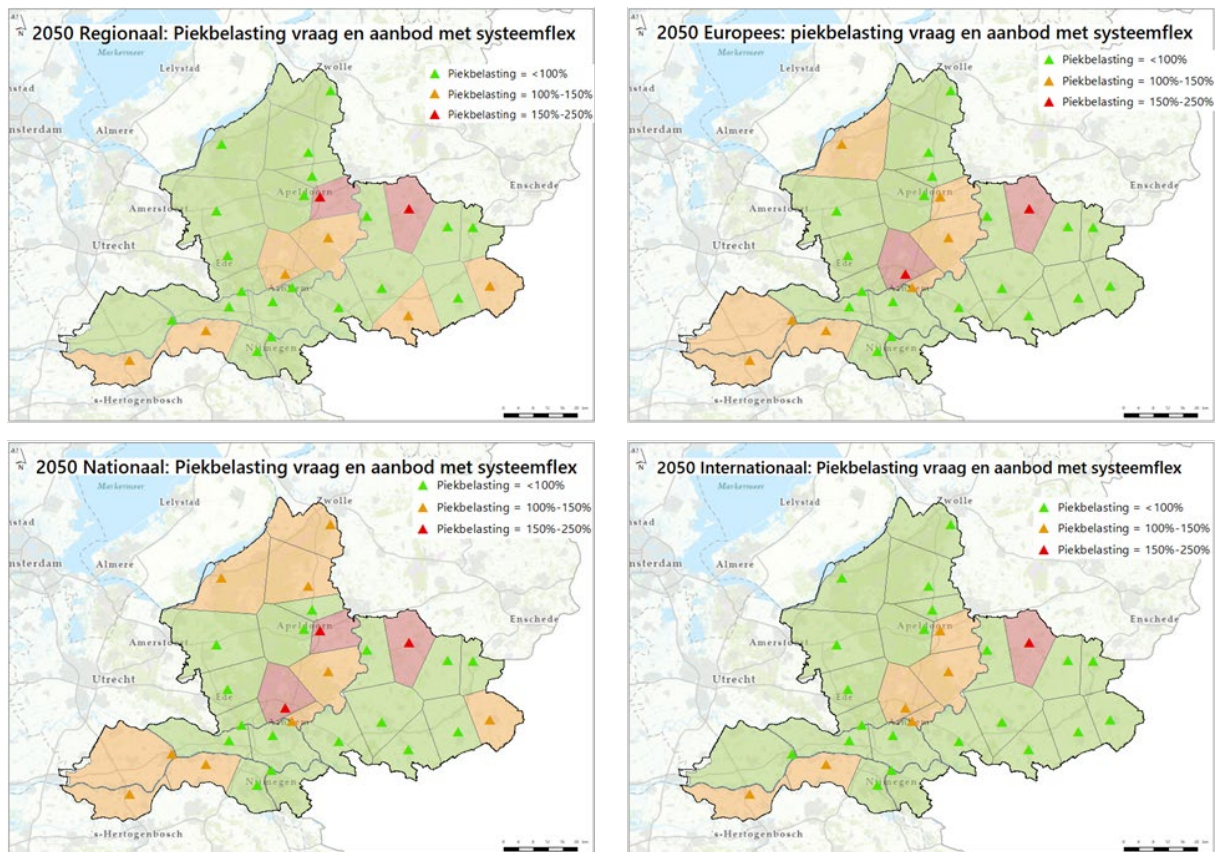 2050 Regionaal: Piekbelasting vraag en aanbod met systeemflex
Markermeer
Lelystad
Zwolle
Piekbelasting = <100%
Piekbelasting = 100%-150%
Piekbelasting = 150%-250%
Almere
Apeldoorn
Enschede
Amersfoort
Utrecht
Ede
Arnhem
Nijmegen
's-Hertogenbosch
2050 Europees: piekbelasting vraag en aanbod met systeemflex
Markermeer
Lelystad
Zwolle
Piekbelasting = <100%
Piekbelasting = 100%-150%
Piekbelasting = 150%-250%
nsterdam
Almere
Apeldoorn
Enschede
Amersfoort
Utrecht
Ede
Arnhem
Nijmegen
's-Hertogenbosch
2050 Nationaal: Piekbelasting vraag en aanbod met systeemflex
Markermeer
Lelystad
Zwolle
Piekbelasting = <100%
Piekbelasting = 100%-150%
Piekbelasting = 150%-250%
nsterdam
Almere
Apeldoorn
Enschede
Amersfoort
Utrecht
Ede
Arnhem
Nijmegen
's-Hertogenbosch
2050 Internationaal: Piekbelasting vraag en aanbod met systeemflex
Markermeer
Lelystad
Zwolle
Piekbelasting = <100%
Piekbelasting = 100%-150%
Piekbelasting = 150%-250%
nsterdam
Almere
Apeldoorn
Enschede
Amersfoort
Utrecht
Ede
Arnhem
Nijmegen
's-Hertogenbosch